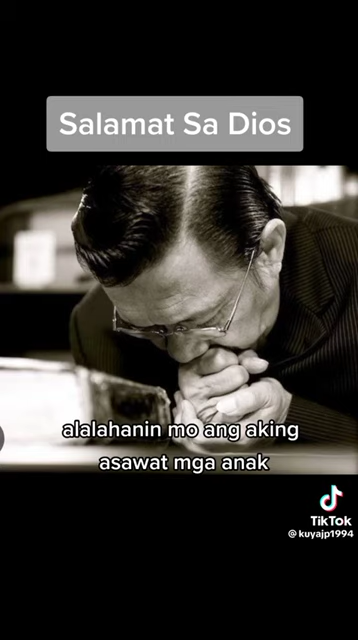 Salamat Sa Dios
alalahanin mo ang aking
asawat mga anak
TikTok
@kuyajp1994